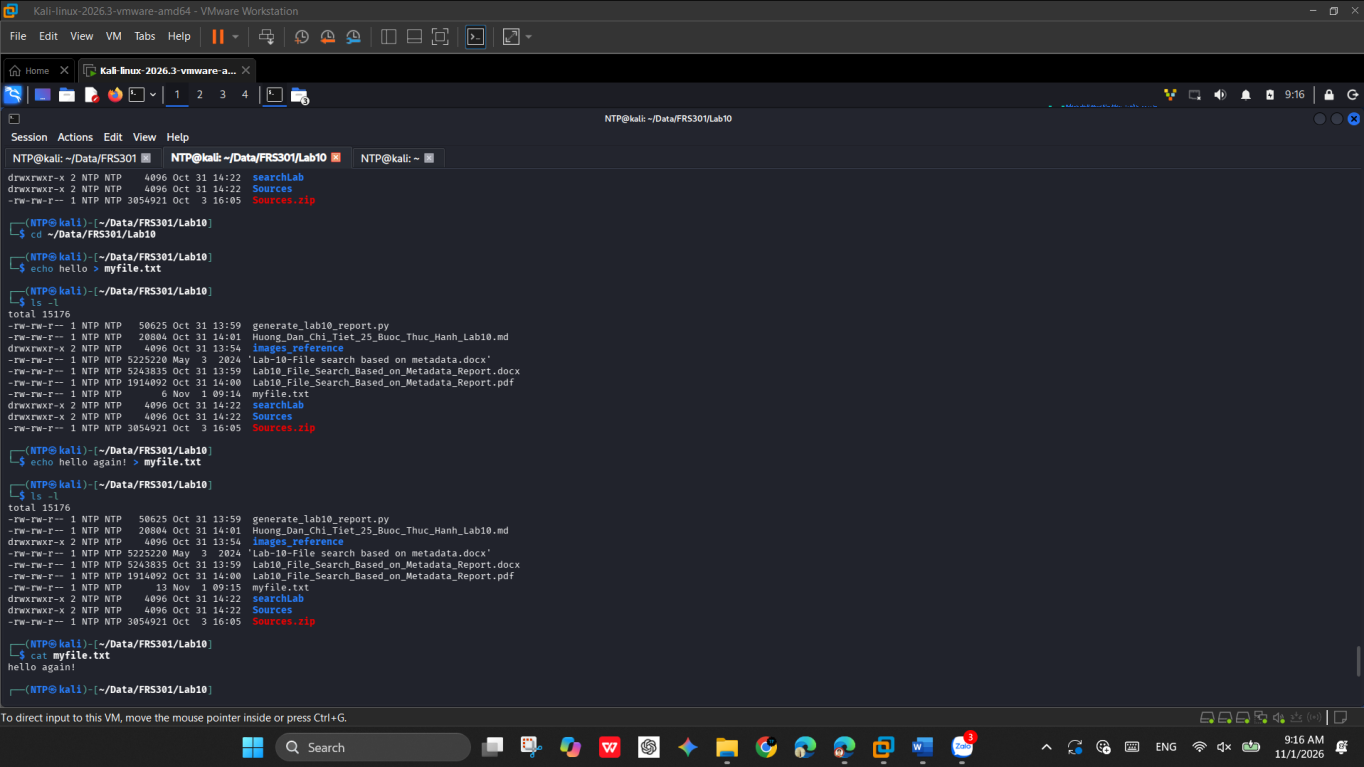 Kali-linux-2026.3-vmware-amd64 - VMware Workstation
File Edit View VM Tabs Help
Home Kali-linux-2026.3-vmware-a...
1 2 3 4 3 9:16
NTP@kali: ~/Data/FRS301/Lab10
Session Actions Edit View Help
NTP@kali: ~/Data/FRS301 NTP@kali: ~/Data/FRS301/Lab10 NTP@kali: ~
drwxrwxr-x 2 NTP NTP    4096 Oct 31 14:22  searchLab
drwxrwxr-x 2 NTP NTP    4096 Oct 31 14:22  Sources
-rw-rw-r-- 1 NTP NTP 3054921 Oct  3 16:05  Sources.zip
┌──(NTP㉿kali)-[~/Data/FRS301/Lab10]
└─$ cd ~/Data/FRS301/Lab10
┌──(NTP㉿kali)-[~/Data/FRS301/Lab10]
└─$ echo hello > myfile.txt
┌──(NTP㉿kali)-[~/Data/FRS301/Lab10]
└─$ ls -l
total 15176
-rw-rw-r-- 1 NTP NTP   50625 Oct 31 13:59  generate_lab10_report.py
-rw-rw-r-- 1 NTP NTP   20804 Oct 31 14:01  Huong_Dan_Chi_Tiet_25_Buoc_Thuc_Hanh_Lab10.md
drwxrwxr-x 2 NTP NTP    4096 Oct 31 13:54  images_reference
-rw-rw-r-- 1 NTP NTP 5225220 May  3  2024 'Lab-10-File search based on metadata.docx'
-rw-rw-r-- 1 NTP NTP 5243835 Oct 31 13:59  Lab10_File_Search_Based_on_Metadata_Report.docx
-rw-rw-r-- 1 NTP NTP 1914092 Oct 31 14:00  Lab10_File_Search_Based_on_Metadata_Report.pdf
-rw-rw-r-- 1 NTP NTP       6 Nov  1 09:14  myfile.txt
drwxrwxr-x 2 NTP NTP    4096 Oct 31 14:22  searchLab
drwxrwxr-x 2 NTP NTP    4096 Oct 31 14:22  Sources
-rw-rw-r-- 1 NTP NTP 3054921 Oct  3 16:05  Sources.zip
┌──(NTP㉿kali)-[~/Data/FRS301/Lab10]
└─$ echo hello again! > myfile.txt
┌──(NTP㉿kali)-[~/Data/FRS301/Lab10]
└─$ ls -l
total 15176
-rw-rw-r-- 1 NTP NTP   50625 Oct 31 13:59  generate_lab10_report.py
-rw-rw-r-- 1 NTP NTP   20804 Oct 31 14:01  Huong_Dan_Chi_Tiet_25_Buoc_Thuc_Hanh_Lab10.md
drwxrwxr-x 2 NTP NTP    4096 Oct 31 13:54  images_reference
-rw-rw-r-- 1 NTP NTP 5225220 May  3  2024 'Lab-10-File search based on metadata.docx'
-rw-rw-r-- 1 NTP NTP 5243835 Oct 31 13:59  Lab10_File_Search_Based_on_Metadata_Report.docx
-rw-rw-r-- 1 NTP NTP 1914092 Oct 31 14:00  Lab10_File_Search_Based_on_Metadata_Report.pdf
-rw-rw-r-- 1 NTP NTP      13 Nov  1 09:15  myfile.txt
drwxrwxr-x 2 NTP NTP    4096 Oct 31 14:22  searchLab
drwxrwxr-x 2 NTP NTP    4096 Oct 31 14:22  Sources
-rw-rw-r-- 1 NTP NTP 3054921 Oct  3 16:05  Sources.zip
┌──(NTP㉿kali)-[~/Data/FRS301/Lab10]
└─$ cat myfile.txt
hello again!
┌──(NTP㉿kali)-[~/Data/FRS301/Lab10]
To direct input to this VM, move the mouse pointer inside or press Ctrl+G.
Search Zalo 3 ENG 9:16 AM
11/1/2026